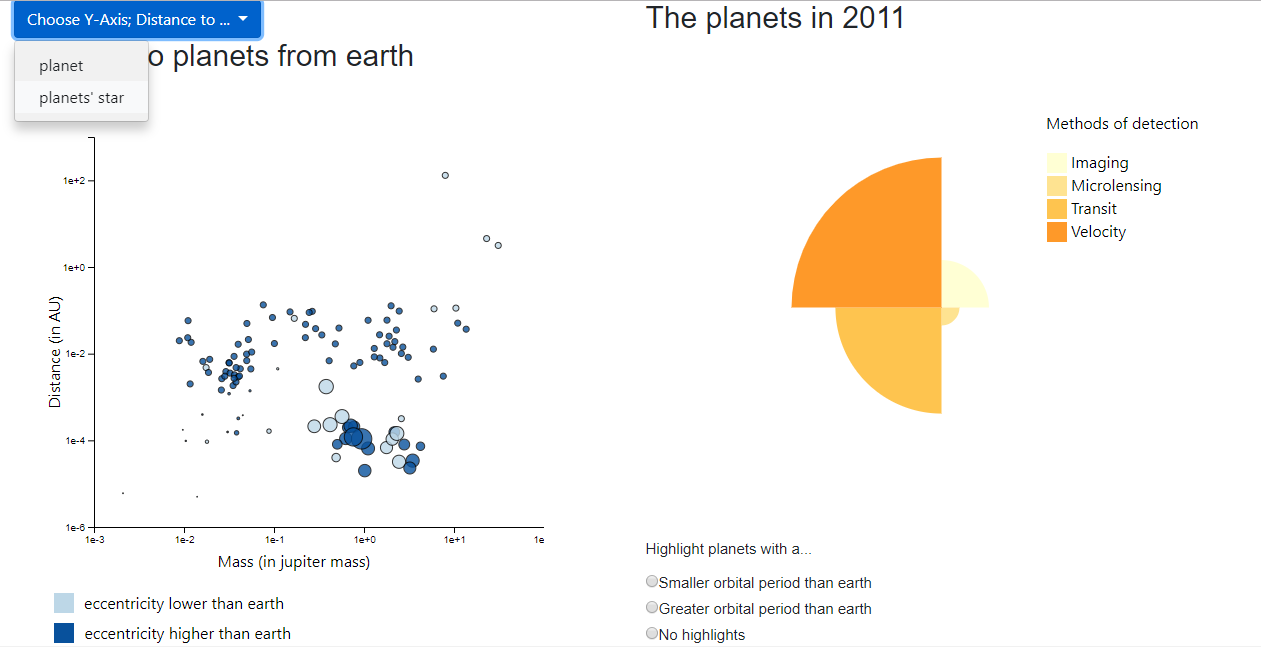 Choose Y-Axis; Distance to ...
planet
planets' star
o planets from earth
1e+2
1e+0
1e-2
1e-4
1e-6
Distance (in AU)
1e-3 1e-2 1e-1 1e+0 1e+1 1e
Mass (in jupiter mass)
eccentricity lower than earth
eccentricity higher than earth
The planets in 2011
Methods of detection
Imaging
Microlensing
Transit
Velocity
Highlight planets with a...
Smaller orbital period than earth
Greater orbital period than earth
No highlights